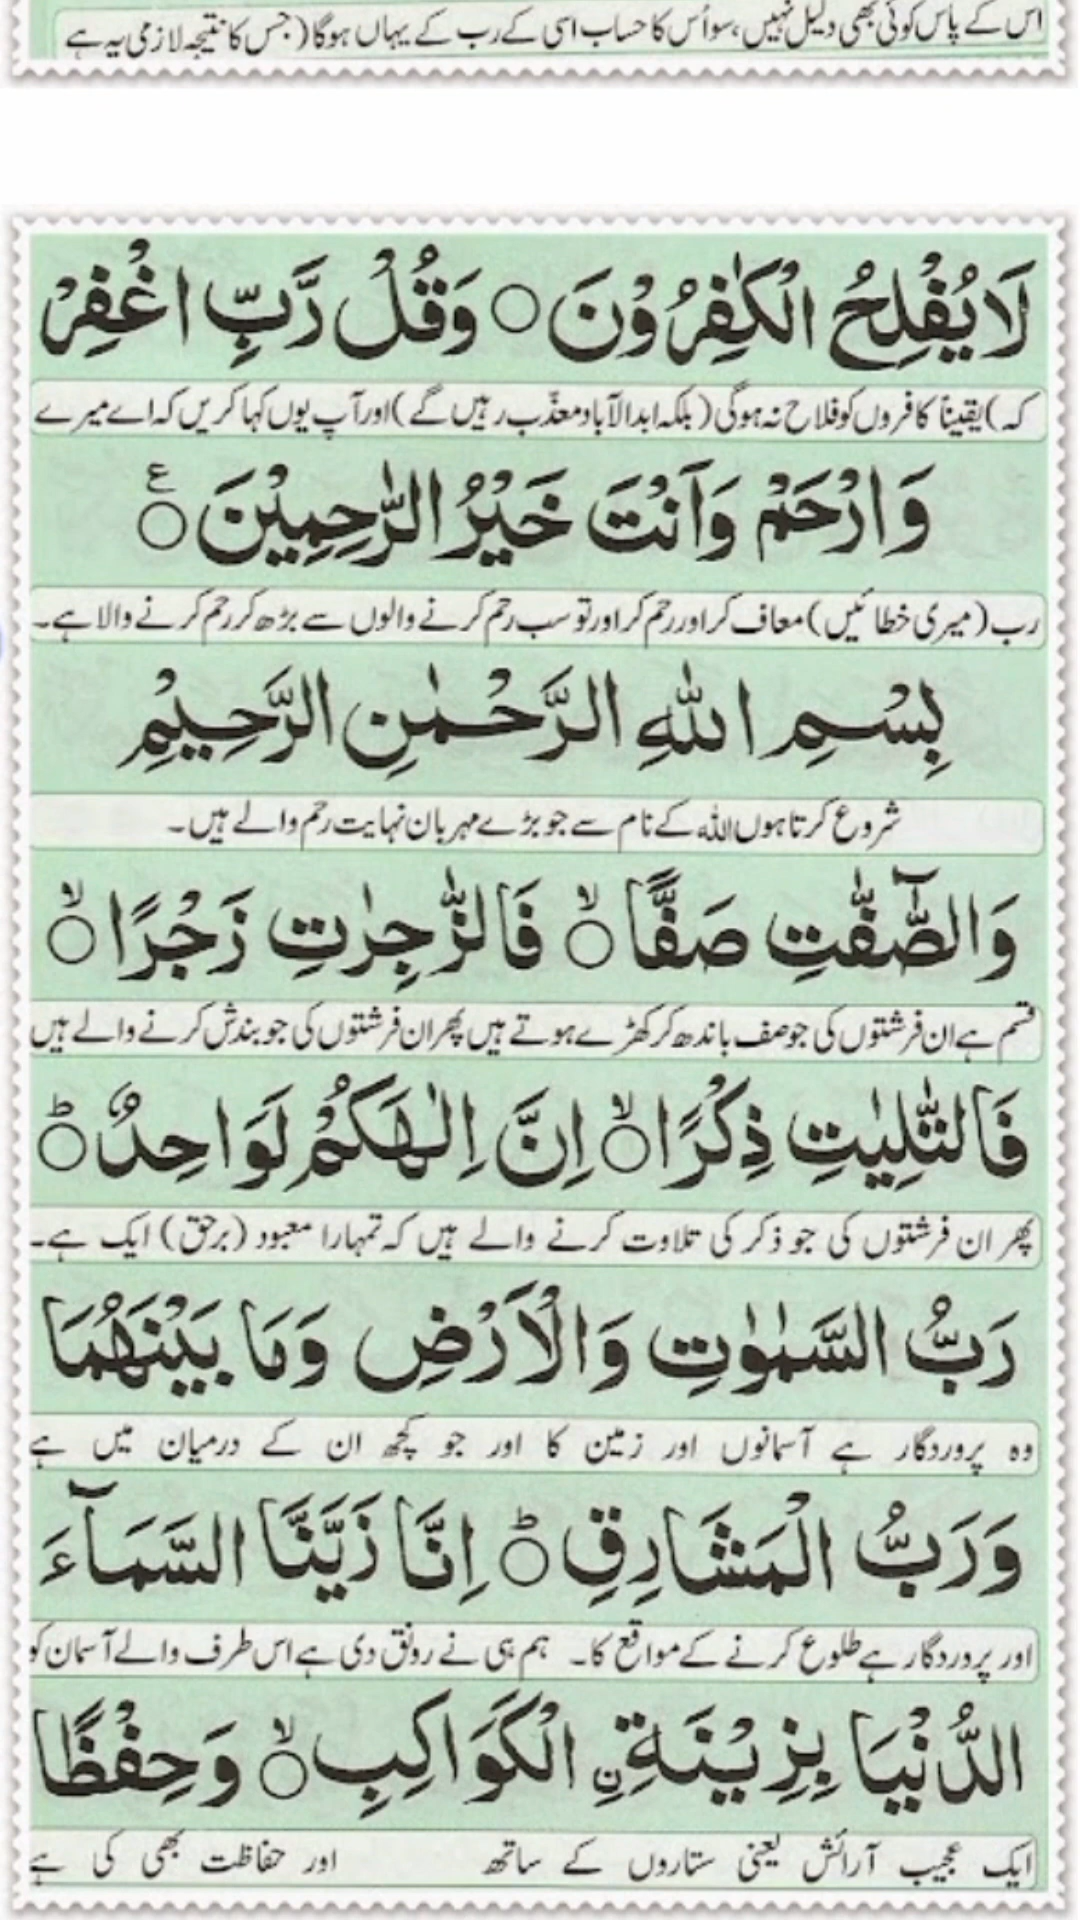 اس کے پاس کوئی بھی دلیل نہیں، سو اُس کا حساب اسی کے رب کے یہاں ہوگا (جس کا نتیجہ لازمی یہ ہے
لَا يُفْلِحُ الْكٰفِرُوْنَ○ وَقُلْ رَّبِّ اغْفِرْ
کہ) یقیناً کافروں کو فلاح نہ ہوگی (بلکہ ابدالآباد معذّب رہیں گے) اور آپ یوں کہا کریں کہ اے میرے
وَارْحَمْ وَاَنْتَ خَيْرُ الرّٰحِمِيْنَ○ع
رب (میری خطائیں) معاف کر اور رحم کر اور تو سب رحم کرنے والوں سے بڑھ کر رحم کرنے والا ہے۔
بِسْمِ اللّٰهِ الرَّحْمٰنِ الرَّحِيْمِ
شروع کرتا ہوں اللہ کے نام سے جو بڑے مہربان نہایت رحم والے ہیں۔
وَالصّٰٓفّٰتِ صَفًّا○ۙ فَالزّٰجِرٰتِ زَجْرًا○ۙ
قسم ہے ان فرشتوں کی جو صف باندھ کر کھڑے ہوتے ہیں پھر ان فرشتوں کی جو بندش کرنے والے ہیں
فَالتّٰلِيٰتِ ذِكْرًا○ۙ اِنَّ اِلٰهَكُمْ لَوَاحِدٌ○ؕ
پھر ان فرشتوں کی جو ذکر کی تلاوت کرنے والے ہیں کہ تمہارا معبود (برحق) ایک ہے۔
رَبُّ السَّمٰوٰتِ وَالْاَرْضِ وَمَا بَيْنَهُمَا
وہ پروردگار ہے آسمانوں اور زمین کا اور جو کچھ ان کے درمیان میں ہے
وَرَبُّ الْمَشَارِقِ○ؕ اِنَّا زَيَّنَّا السَّمَآءَ
اور پروردگار ہے طلوع کرنے کے مواقع کا۔ ہم ہی نے رونق دی ہے اس طرف والے آسمان کو
الدُّنْيَا بِزِيْنَةِنِ الْكَوَاكِبِ○ۙ وَحِفْظًا
ایک عجیب آرائش یعنی ستاروں کے ساتھ اور حفاظت بھی کی ہے